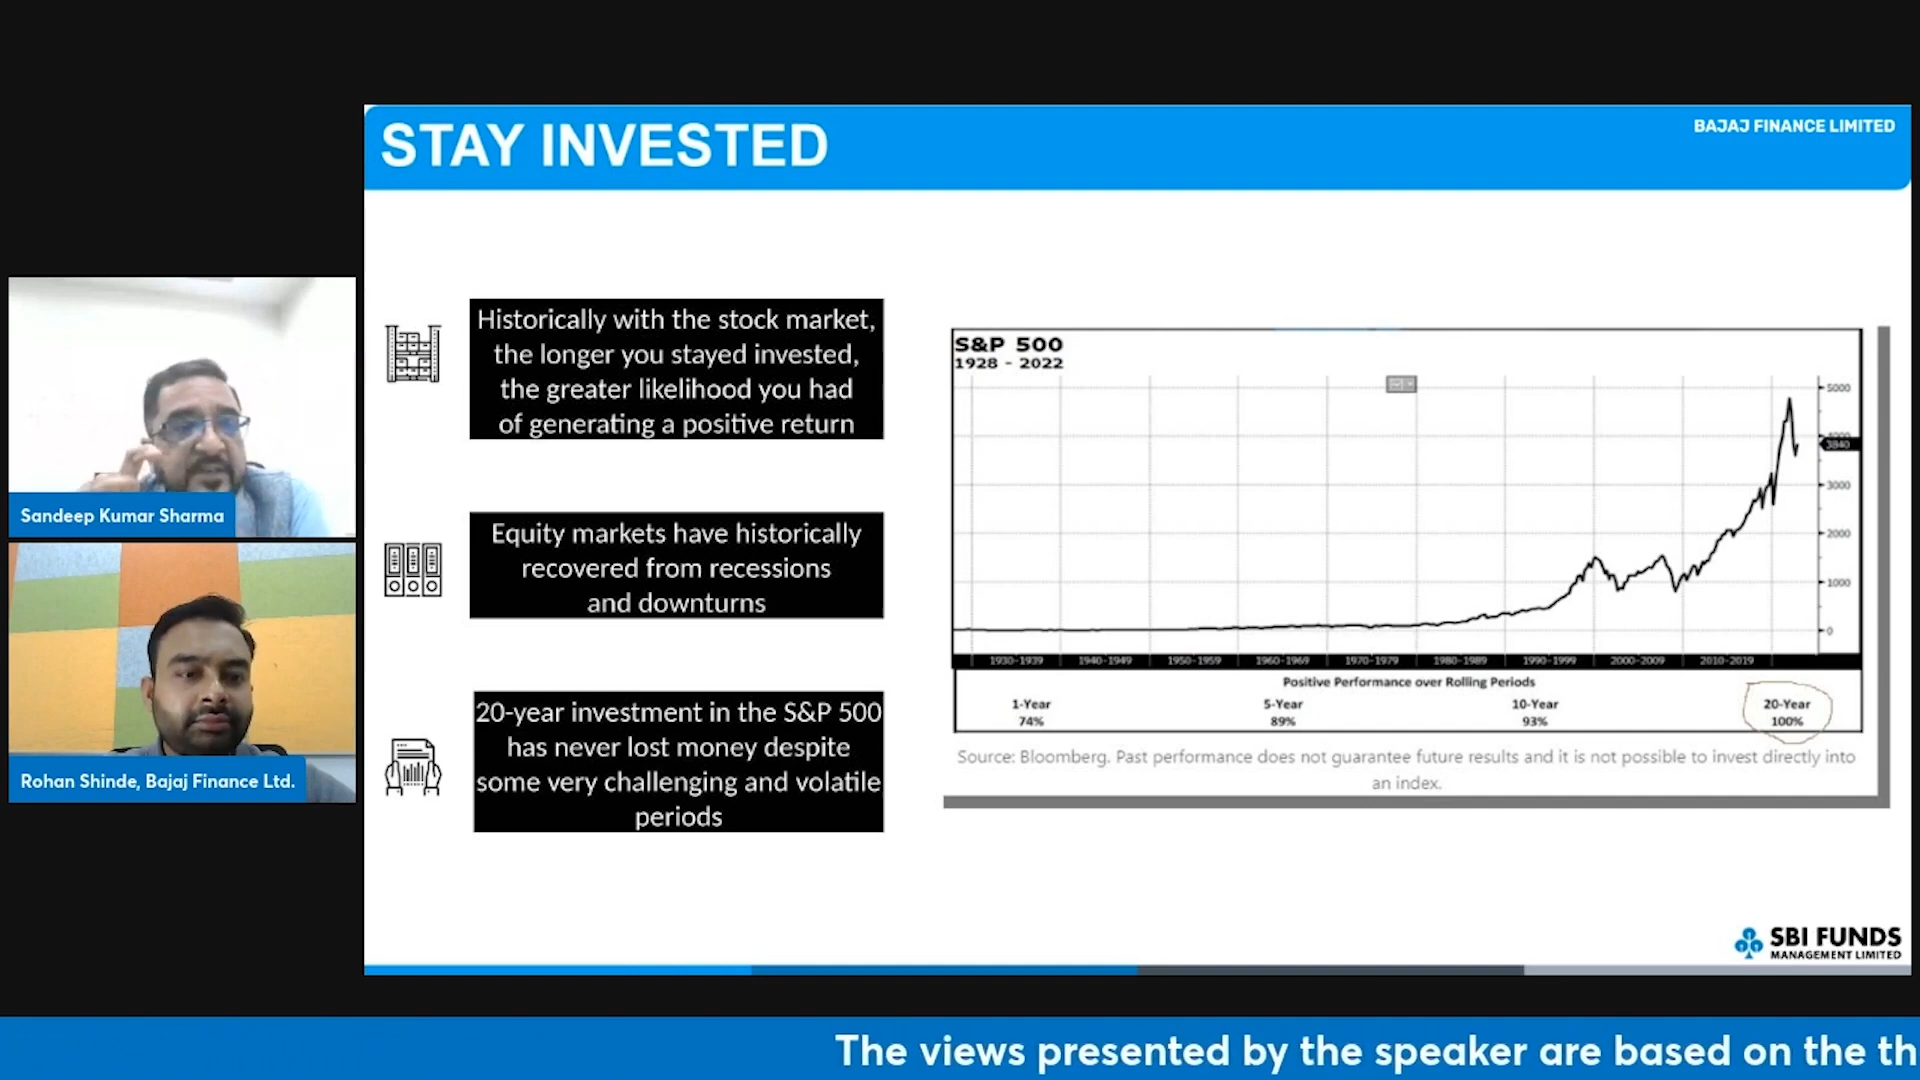 STAY INVESTED
BAJAJ FINANCE LIMITED
Historically with the stock market,
the longer you stayed invested,
the greater likelihood you had
of generating a positive return
Equity markets have historically
recovered from recessions
and downturns
20-year investment in the S&P 500
has never lost money despite
some very challenging and volatile
periods
S&P 500
1928 - 2022
5000
3840
3000
2000
1000
0
1930-1939 1940-1949 1950-1959 1960-1969 1970-1979 1980-1989 1990-1999 2000-2009 2010-2019
Positive Performance over Rolling Periods
1-Year 5-Year 10-Year 20-Year
74% 89% 93% 100%
Source: Bloomberg. Past performance does not guarantee future results and it is not possible to invest directly into
an index.
Sandeep Kumar Sharma
Rohan Shinde, Bajaj Finance Ltd.
SBI FUNDS
MANAGEMENT LIMITED
The views presented by the speaker are based on the th